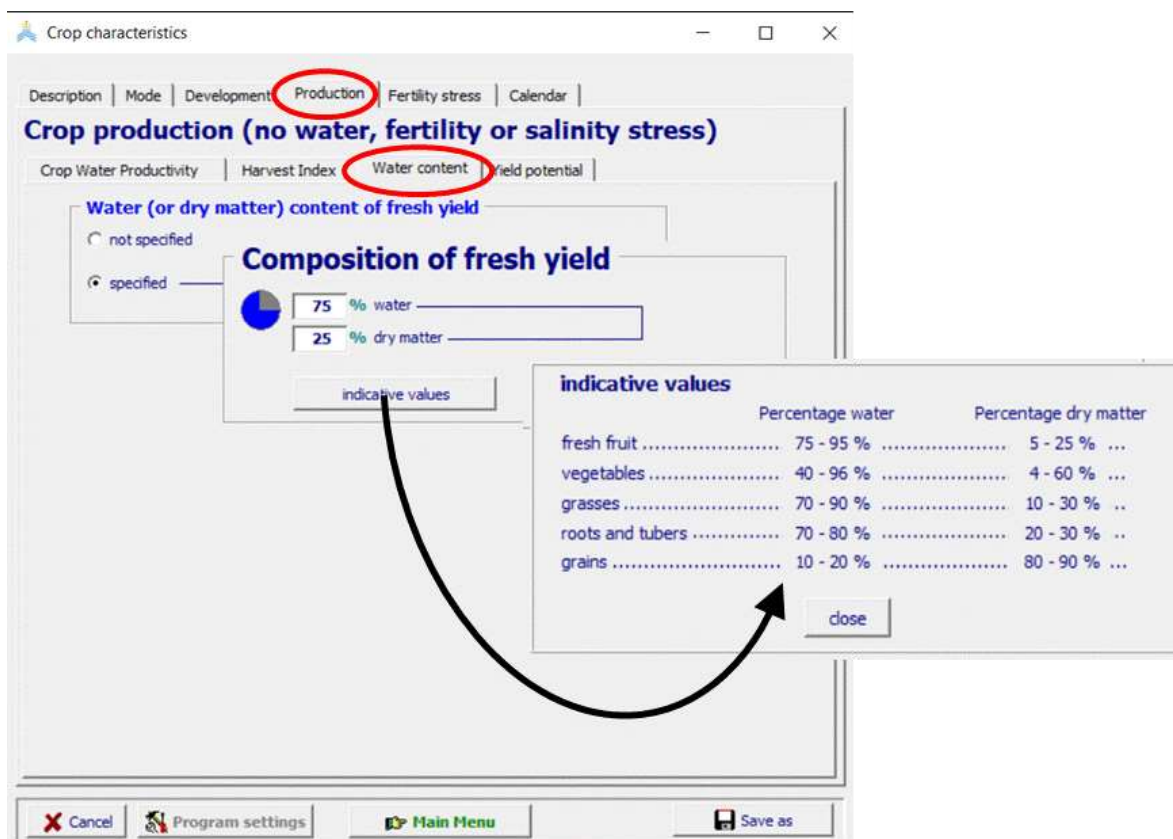 Crop characteristics
Description Mode Development Production Fertility stress Calendar
Crop production (no water, fertility or salinity stress)
Crop Water Productivity Harvest Index Water content Yield potential
Water (or dry matter) content of fresh yield
not specified
specified
Composition of fresh yield
75 % water
25 % dry matter
indicative values
indicative values
Percentage water Percentage dry matter
fresh fruit ........................ 75 - 95 % ...................... 5 - 25 % ...
vegetables ....................... 40 - 96 % ...................... 4 - 60 % ...
grasses ........................... 70 - 90 % ...................... 10 - 30 % ..
roots and tubers ............... 70 - 80 % ...................... 20 - 30 % ..
grains ............................. 10 - 20 % ...................... 80 - 90 % ...
close
Cancel Program settings Main Menu Save as